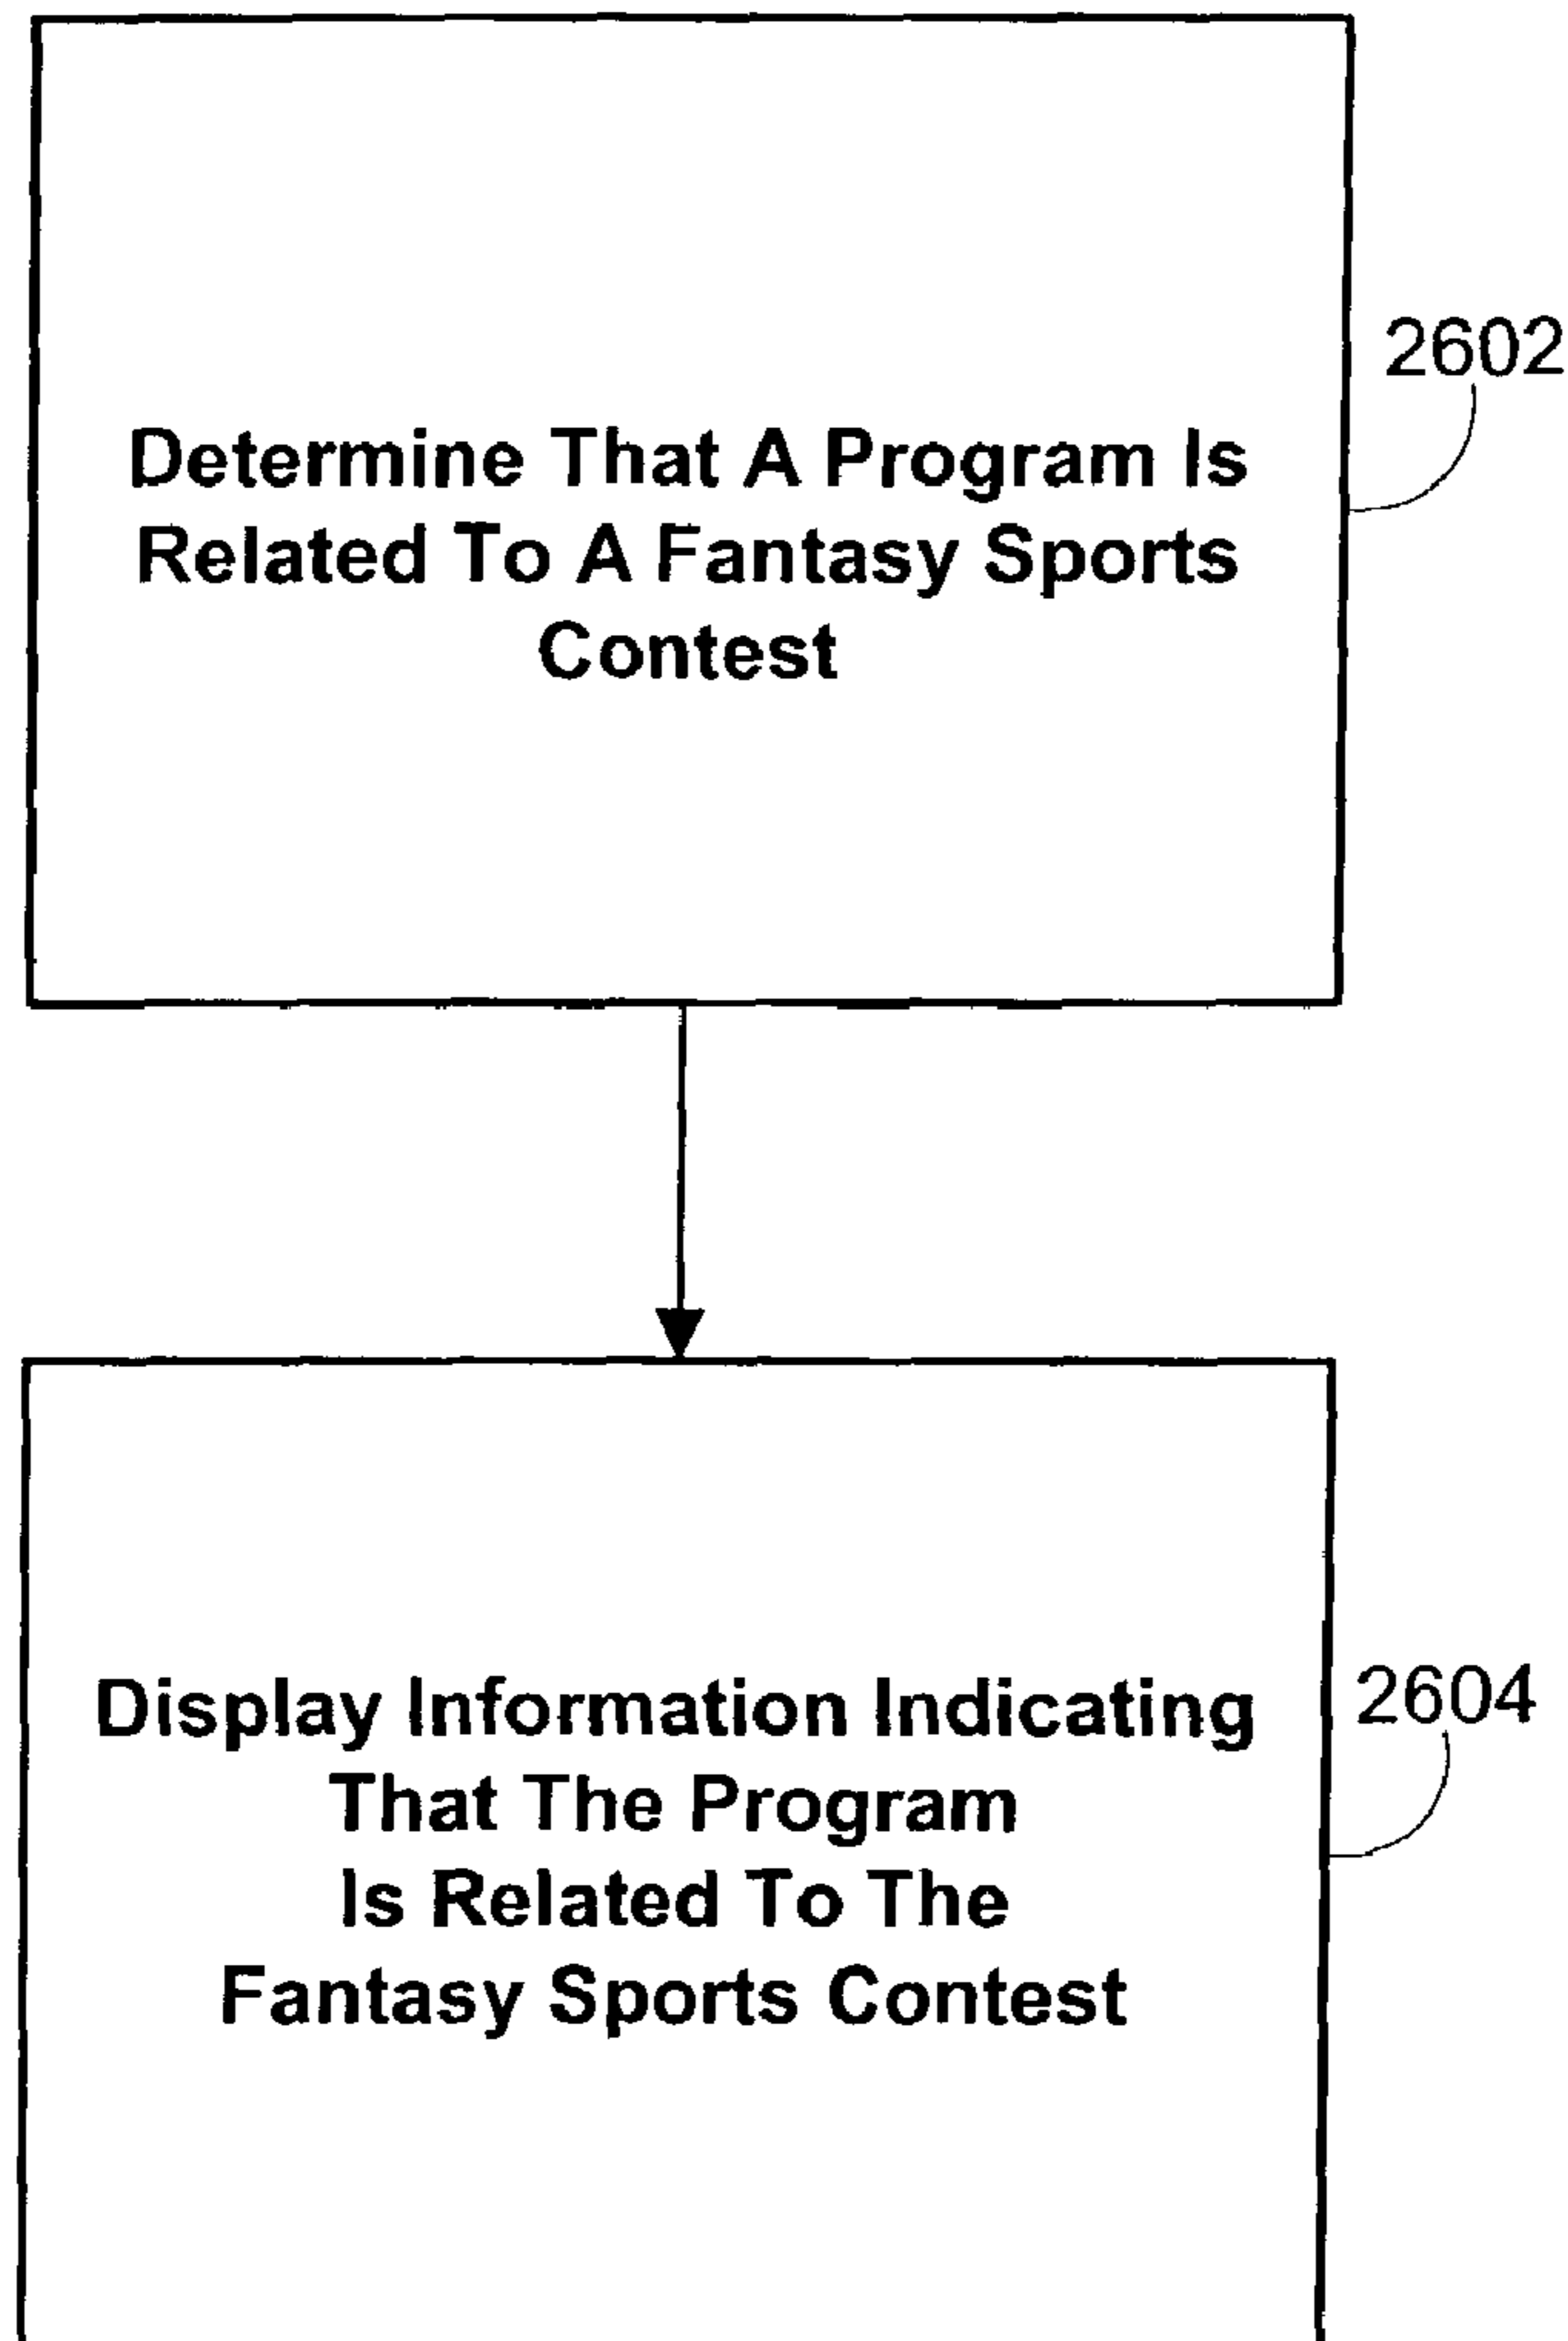 Determine That A Program Is
Related To A Fantasy Sports
Contest
2602
Display Information Indicating
That The Program
Is Related To The
Fantasy Sports Contest
2604